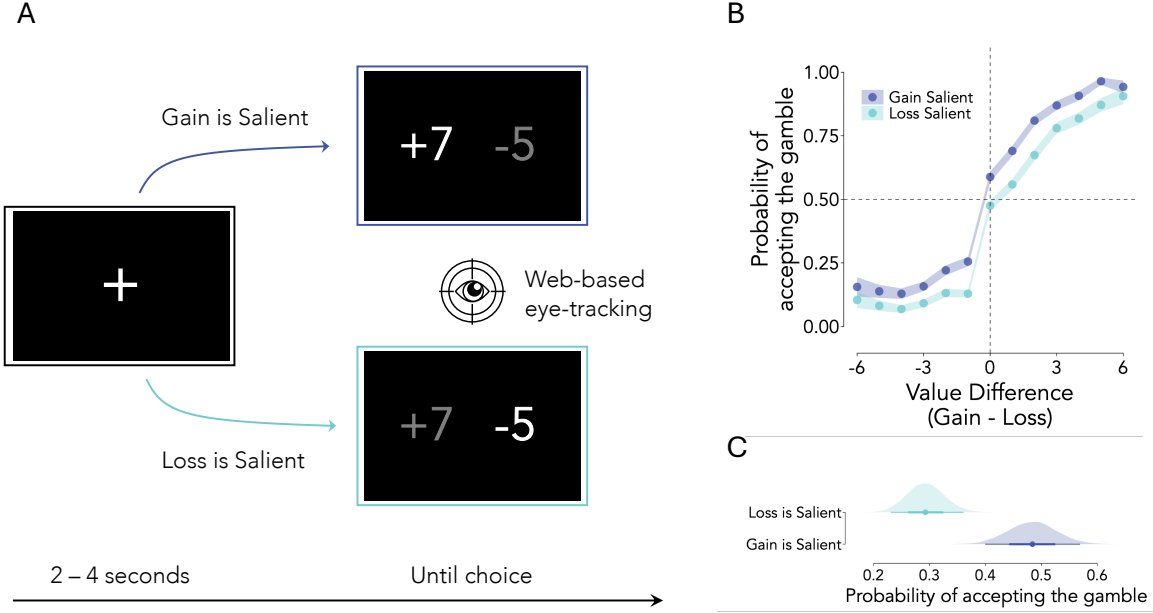 A
Gain is Salient
+7 -5
+
Web-based
eye-tracking
+7 -5
Loss is Salient
2 – 4 seconds
Until choice
B
Probability of
accepting the gamble
1.00
0.75
0.50
0.25
0.00
Gain Salient
Loss Salient
-6 -3 0 3 6
Value Difference
(Gain - Loss)
C
Loss is Salient
Gain is Salient
0.2 0.3 0.4 0.5 0.6
Probability of accepting the gamble